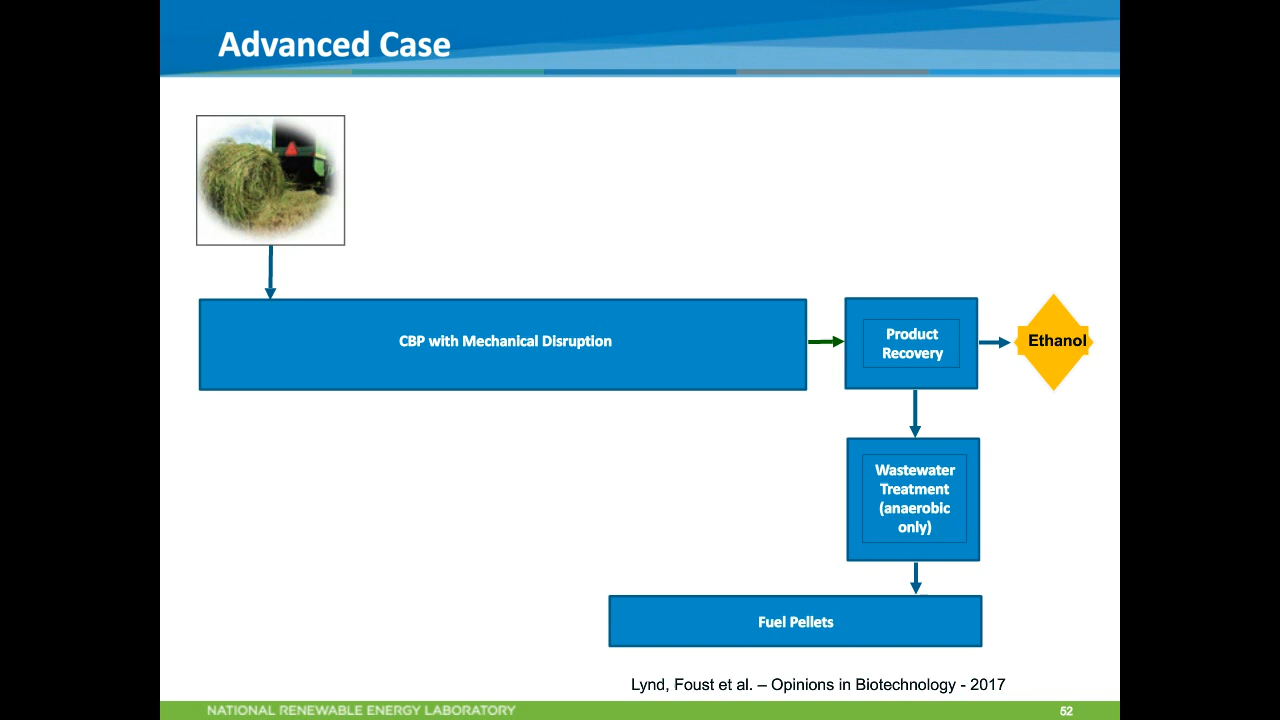 Advanced Case
CBP with Mechanical Disruption
Product
Recovery
Ethanol
Wastewater
Treatment
(anaerobic
only)
Fuel Pellets
Lynd, Foust et al. – Opinions in Biotechnology - 2017
NATIONAL RENEWABLE ENERGY LABORATORY
52